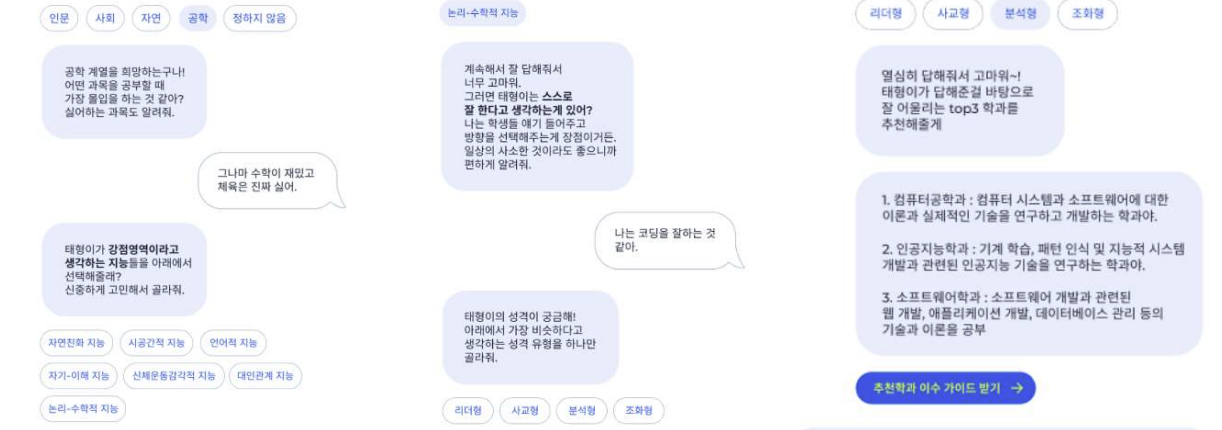 인문 사회 자연 공학 정하지 않음
공학 계열을 희망하는구나!
어떤 과목을 공부할 때
가장 몰입을 하는 것 같아?
싫어하는 과목도 알려줘.
그나마 수학이 재밌고
체육은 진짜 싫어.
태형이가 강점영역이라고
생각하는 지능들을 아래에서
선택해줄래?
신중하게 고민해서 골라줘.
자연친화 지능 시공간적 지능 언어적 지능
자기-이해 지능 신체운동감각적 지능 대인관계 지능
논리-수학적 지능
논리-수학적 지능
계속해서 잘 답해줘서
너무 고마워.
그러면 태형이는 스스로
잘 한다고 생각하는게 있어?
나는 학생들 얘기 들어주고
방향을 선택해주는게 장점이거든.
일상의 사소한 것이라도 좋으니까
편하게 알려줘.
나는 코딩을 잘하는 것
같아.
태형이의 성격이 궁금해!
아래에서 가장 비슷하다고
생각하는 성격 유형을 하나만
골라줘.
리더형 사교형 분석형 조화형
리더형 사교형 분석형 조화형
열심히 답해줘서 고마워~!
태형이가 답해준걸 바탕으로
잘 어울리는 top3 학과를
추천해줄게
1. 컴퓨터공학과 : 컴퓨터 시스템과 소프트웨어에 대한
이론과 실제적인 기술을 연구하고 개발하는 학과야.
2. 인공지능학과 : 기계 학습, 패턴 인식 및 지능적 시스템
개발과 관련된 인공지능 기술을 연구하는 학과야.
3. 소프트웨어학과 : 소프트웨어 개발과 관련된
웹 개발, 애플리케이션 개발, 데이터베이스 관리 등의
기술과 이론을 공부
추천학과 이수 가이드 받기 →